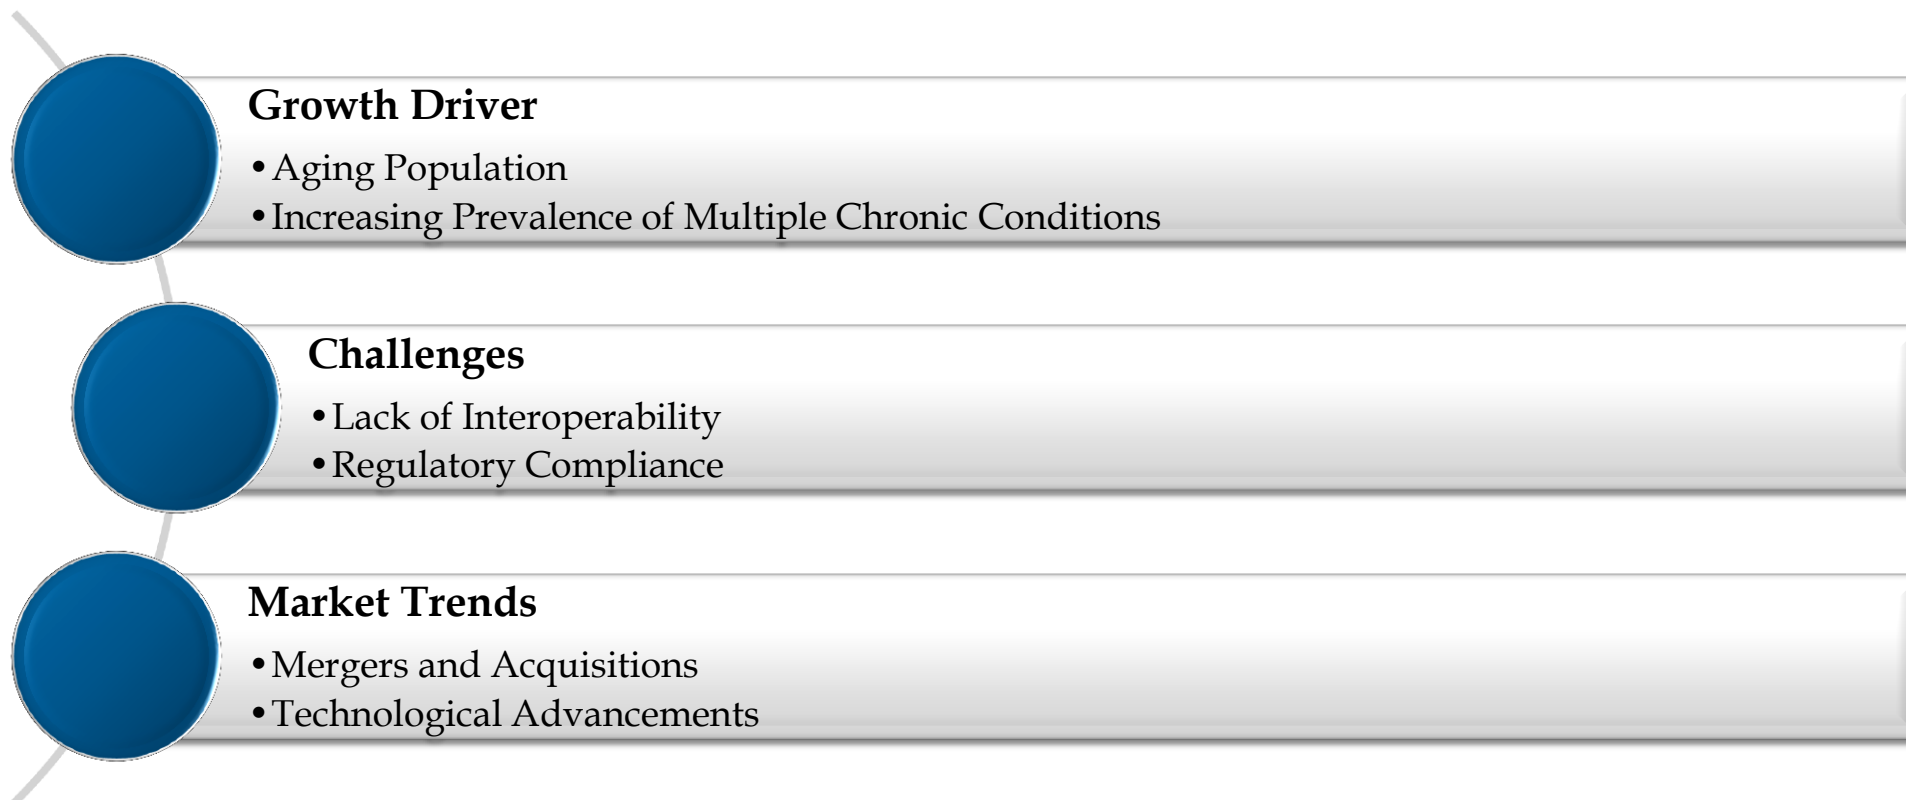 Growth Driver
•Aging Population
•Increasing Prevalence of Multiple Chronic Conditions
Challenges
•Lack of Interoperability
•Regulatory Compliance
Market Trends
•Mergers and Acquisitions
•Technological Advancements